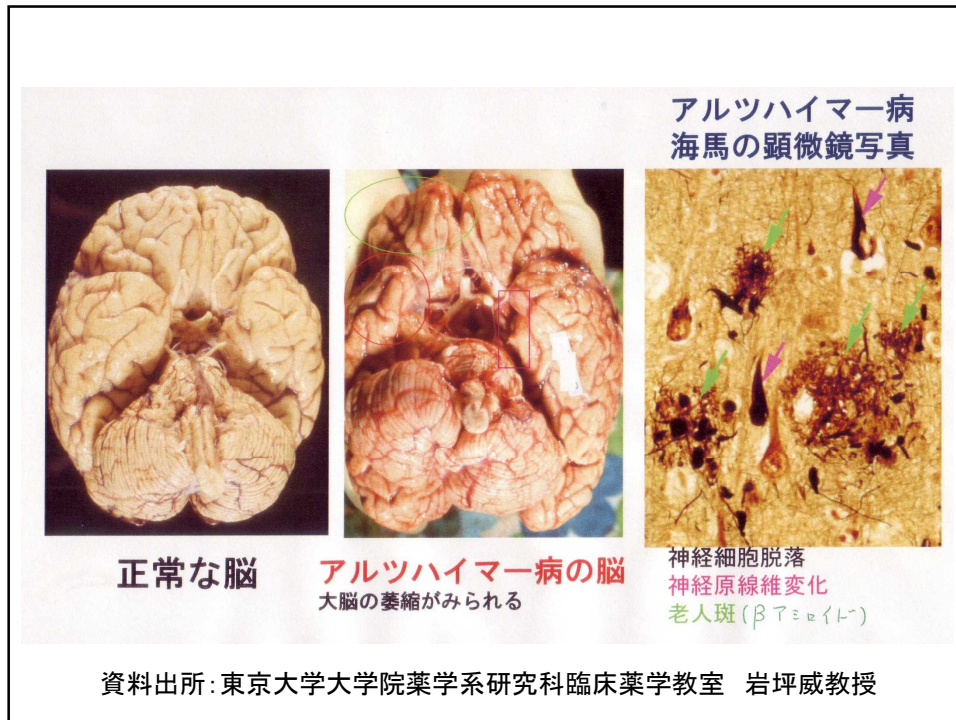 アルツハイマー病
海馬の顕微鏡写真
正常な脳
アルツハイマー病の脳
大脳の萎縮がみられる
神経細胞脱落
神経原線維変化
老人斑(βアミロイド)
資料出所:東京大学大学院薬学系研究科臨床薬学教室 岩坪威教授